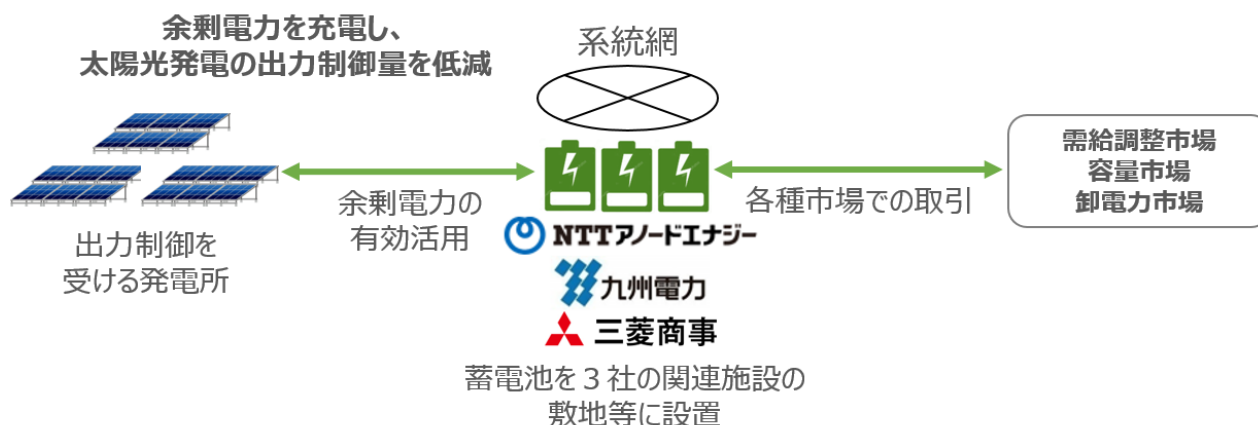 余剰電力を充電し、
太陽光発電の出力制御量を低減
系統網
出力制御を
受ける発電所
余剰電力の
有効活用
NTTアノードエナジー
九州電力
三菱商事
蓄電池を3社の関連施設の
敷地等に設置
各種市場での取引
需給調整市場
容量市場
卸電力市場